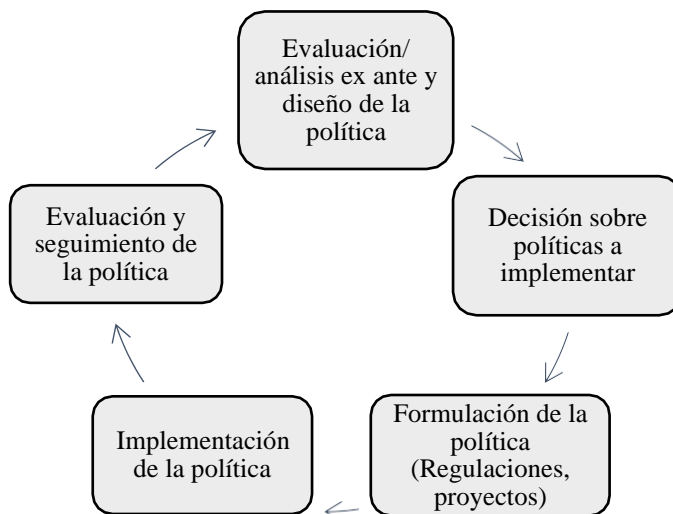 Evaluación/
análisis ex ante y
diseño de la
política
Decisión sobre
políticas a
implementar
Formulación de la
política
(Regulaciones,
proyectos)
Implementación
de la política
Evaluación y
seguimiento de
la política